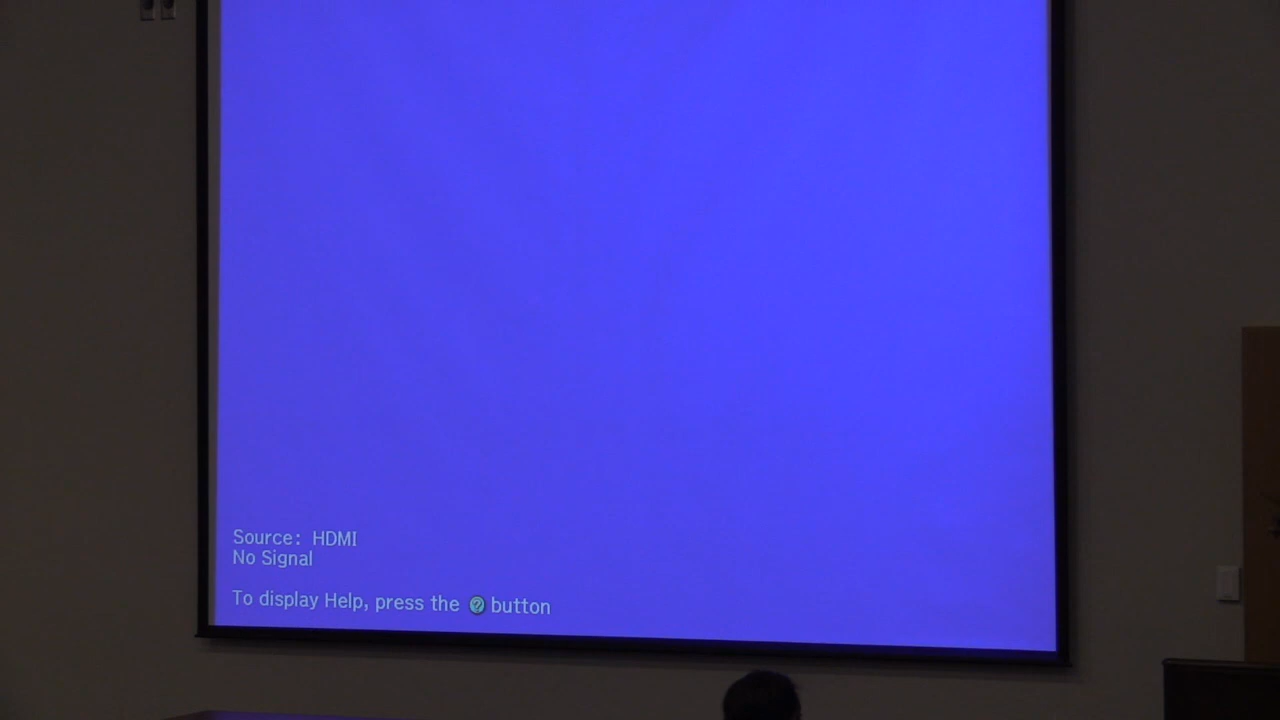 Source: HDMI
No Signal
To display Help, press the ? button